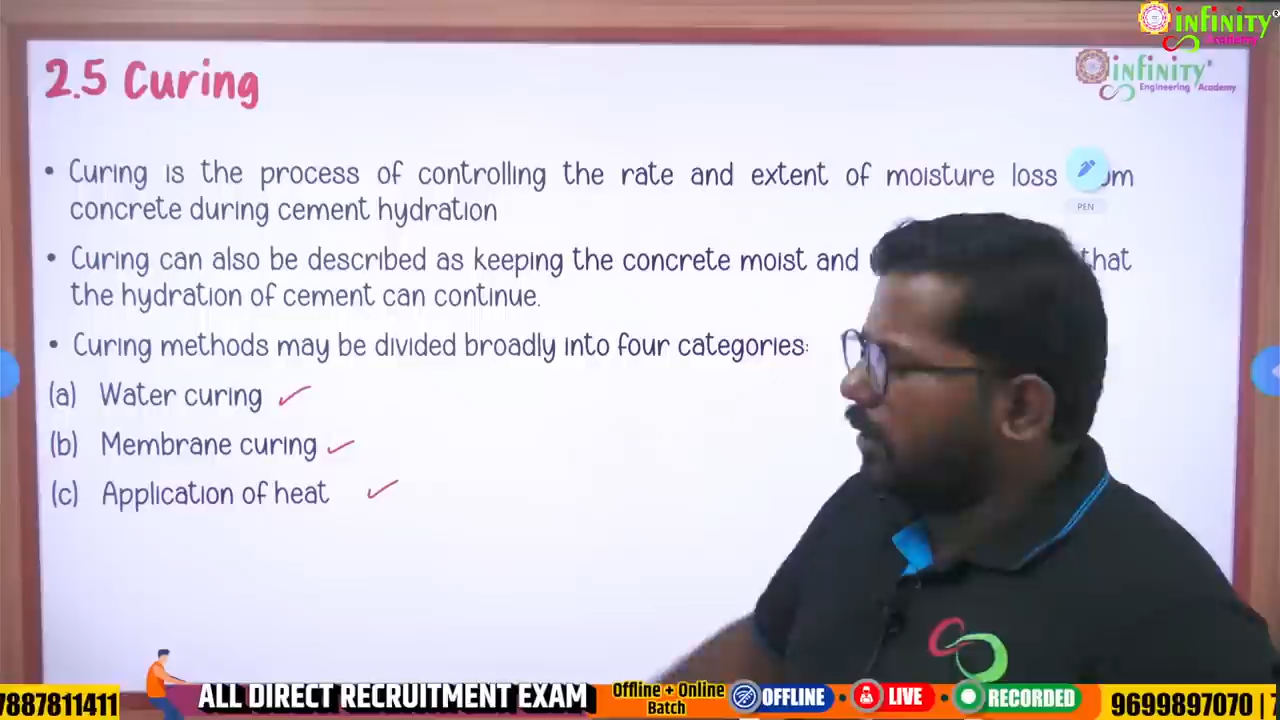 infinity
2.5 Curing
infinity
Engineering Academy
• Curing is the process of controlling the rate and extent of moisture loss
concrete during cement hydration
PEN
• Curing can also be described as keeping the concrete moist and that
the hydration of cement can continue.
• Curing methods may be divided broadly into four categories:
(a) Water curing
(b) Membrane curing
(c) Application of heat
7887811411
ALL DIRECT RECRUITMENT EXAM
Offline + Online
Batch
OFFLINE • LIVE • RECORDED
9699897070 |